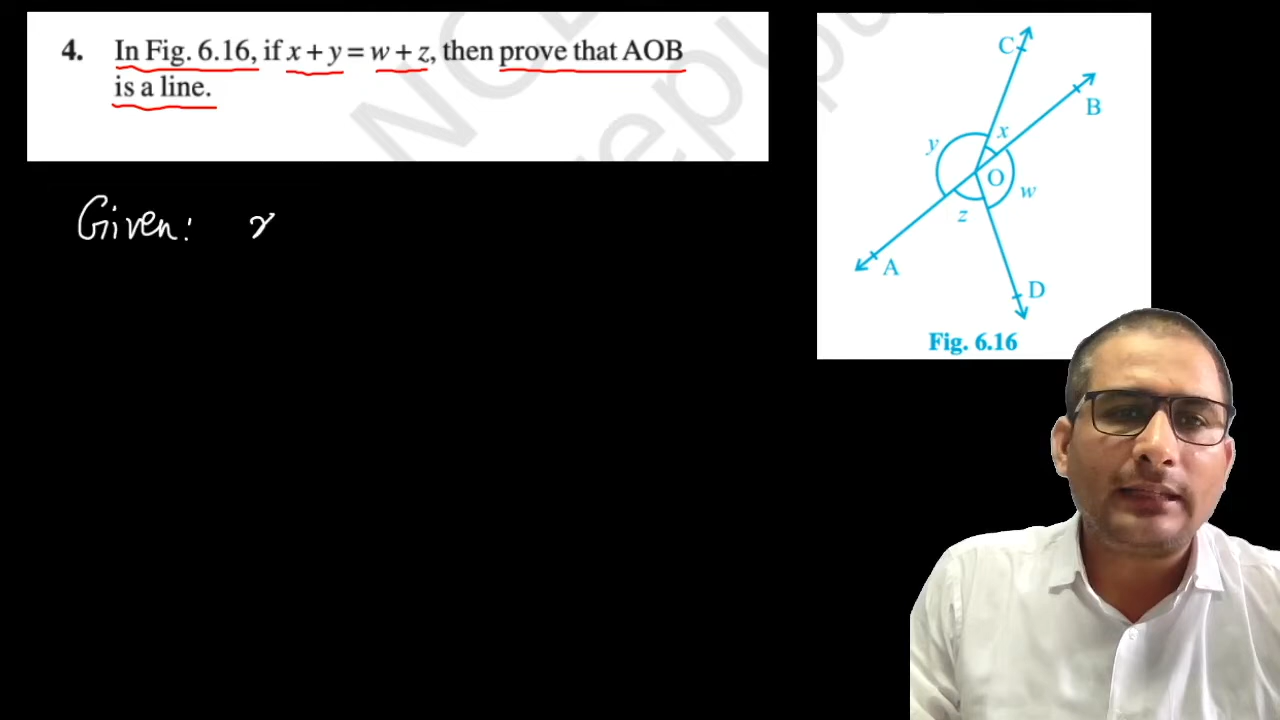 4. In Fig. 6.16, if x + y = w + z, then prove that AOB
is a line.
Given: x
C
B
x
y
O
w
z
A
D
Fig. 6.16